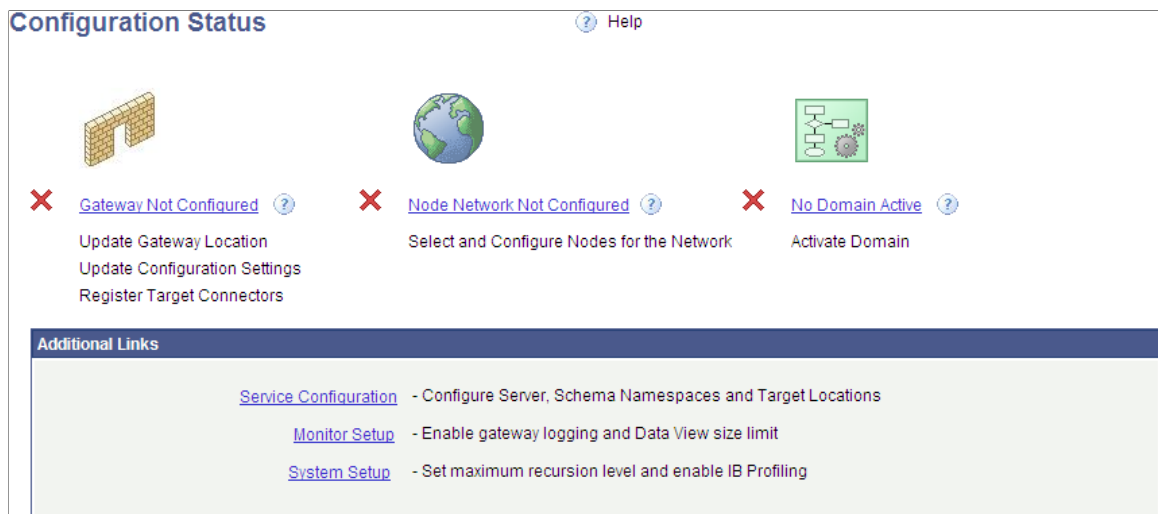 Configuration Status
? Help
Gateway Not Configured ?
Update Gateway Location
Update Configuration Settings
Register Target Connectors
Node Network Not Configured ?
Select and Configure Nodes for the Network
No Domain Active ?
Activate Domain
Additional Links
Service Configuration - Configure Server, Schema Namespaces and Target Locations
Monitor Setup - Enable gateway logging and Data View size limit
System Setup - Set maximum recursion level and enable IB Profiling